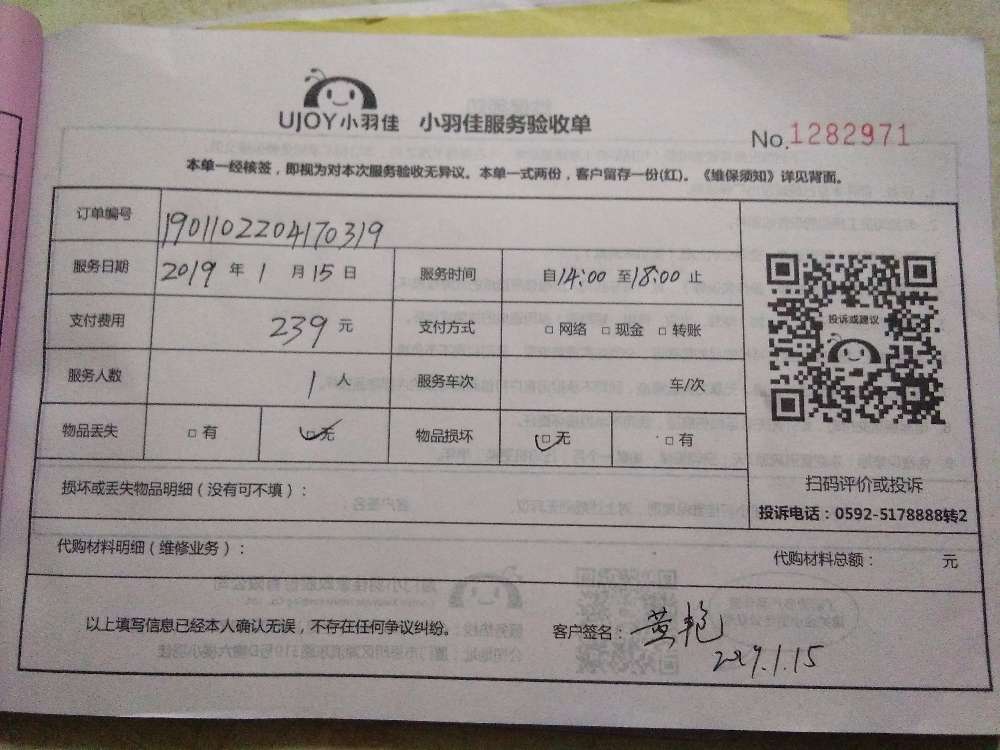 UJOY小羽佳 小羽佳服务验收单
No.1282971
本单一经核签，即视为对本次服务验收无异议。本单一式两份，客户留存一份(红)。《维保须知》详见背面。
订单编号 1901102204170319
服务日期 2019 年 1 月 15 日 服务时间 自14:00 至18:00 止
支付费用 239 元 支付方式 □ 网络 □ 现金 □ 转账
投诉或建议
服务人数 1 人 服务车次 车/次
物品丢失 □ 有 □无 物品损坏 □ 无 □ 有
损坏或丢失物品明细（没有可不填）：
扫码评价或投诉
投诉电话：0592-5178888转2
代购材料明细（维修业务）： 代购材料总额： 元
以上填写信息已经本人确认无误，不存在任何争议纠纷。 客户签名：黄艳
2019.1.15